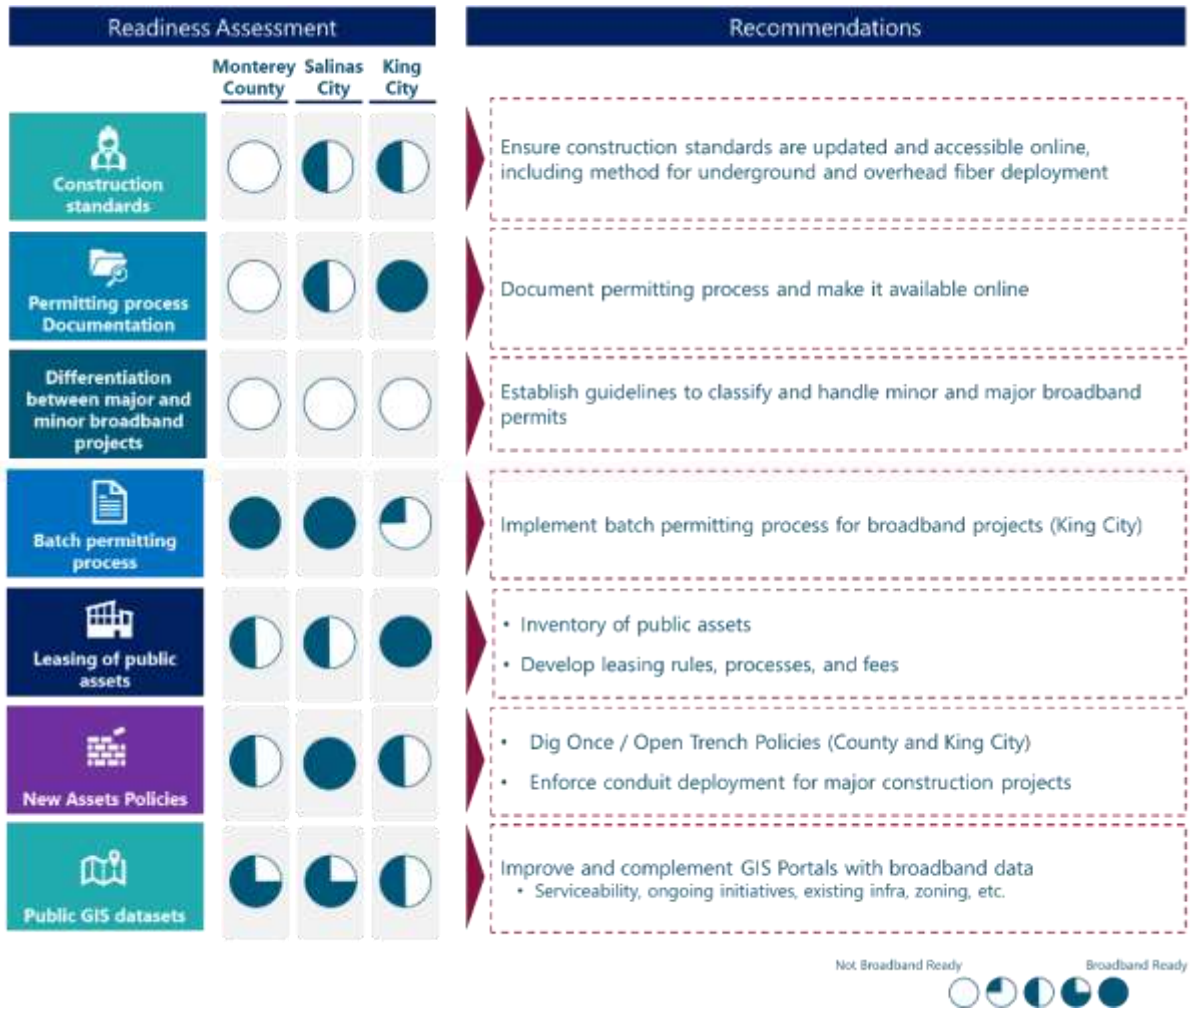 Readiness Assessment
Recommendations
Monterey County
Salinas City
King City
Construction
standards
Ensure construction standards are updated and accessible online,
including method for underground and overhead fiber deployment
Permitting process
Documentation
Document permitting process and make it available online
Differentiation
between major and
minor broadband
projects
Establish guidelines to classify and handle minor and major broadband
permits
Batch permitting
process
Implement batch permitting process for broadband projects (King City)
Leasing of public
assets
• Inventory of public assets
• Develop leasing rules, processes, and fees
New Assets Policies
• Dig Once / Open Trench Policies (County and King City)
• Enforce conduit deployment for major construction projects
Public GIS datasets
Improve and complement GIS Portals with broadband data
• Serviceability, ongoing initiatives, existing infra, zoning, etc.
Not Broadband Ready
Broadband Ready